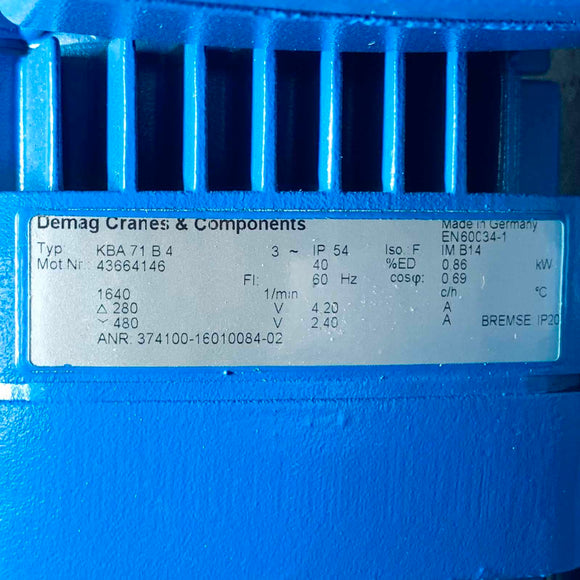 Demag Cranes & Components Made in Germany
EN60034-1
Typ KBA 71 B 4 3 ~ IP 54 Iso F IM B14
Mot Nr.: 43664146 40 %ED 0.86 kW
FI: 60 Hz cosφ: 0.69
1640 1/min c/h °C
△ 280 V 4.20 A
480 V 2.40 A BREMSE IP20
ANR: 374100-16010084-02